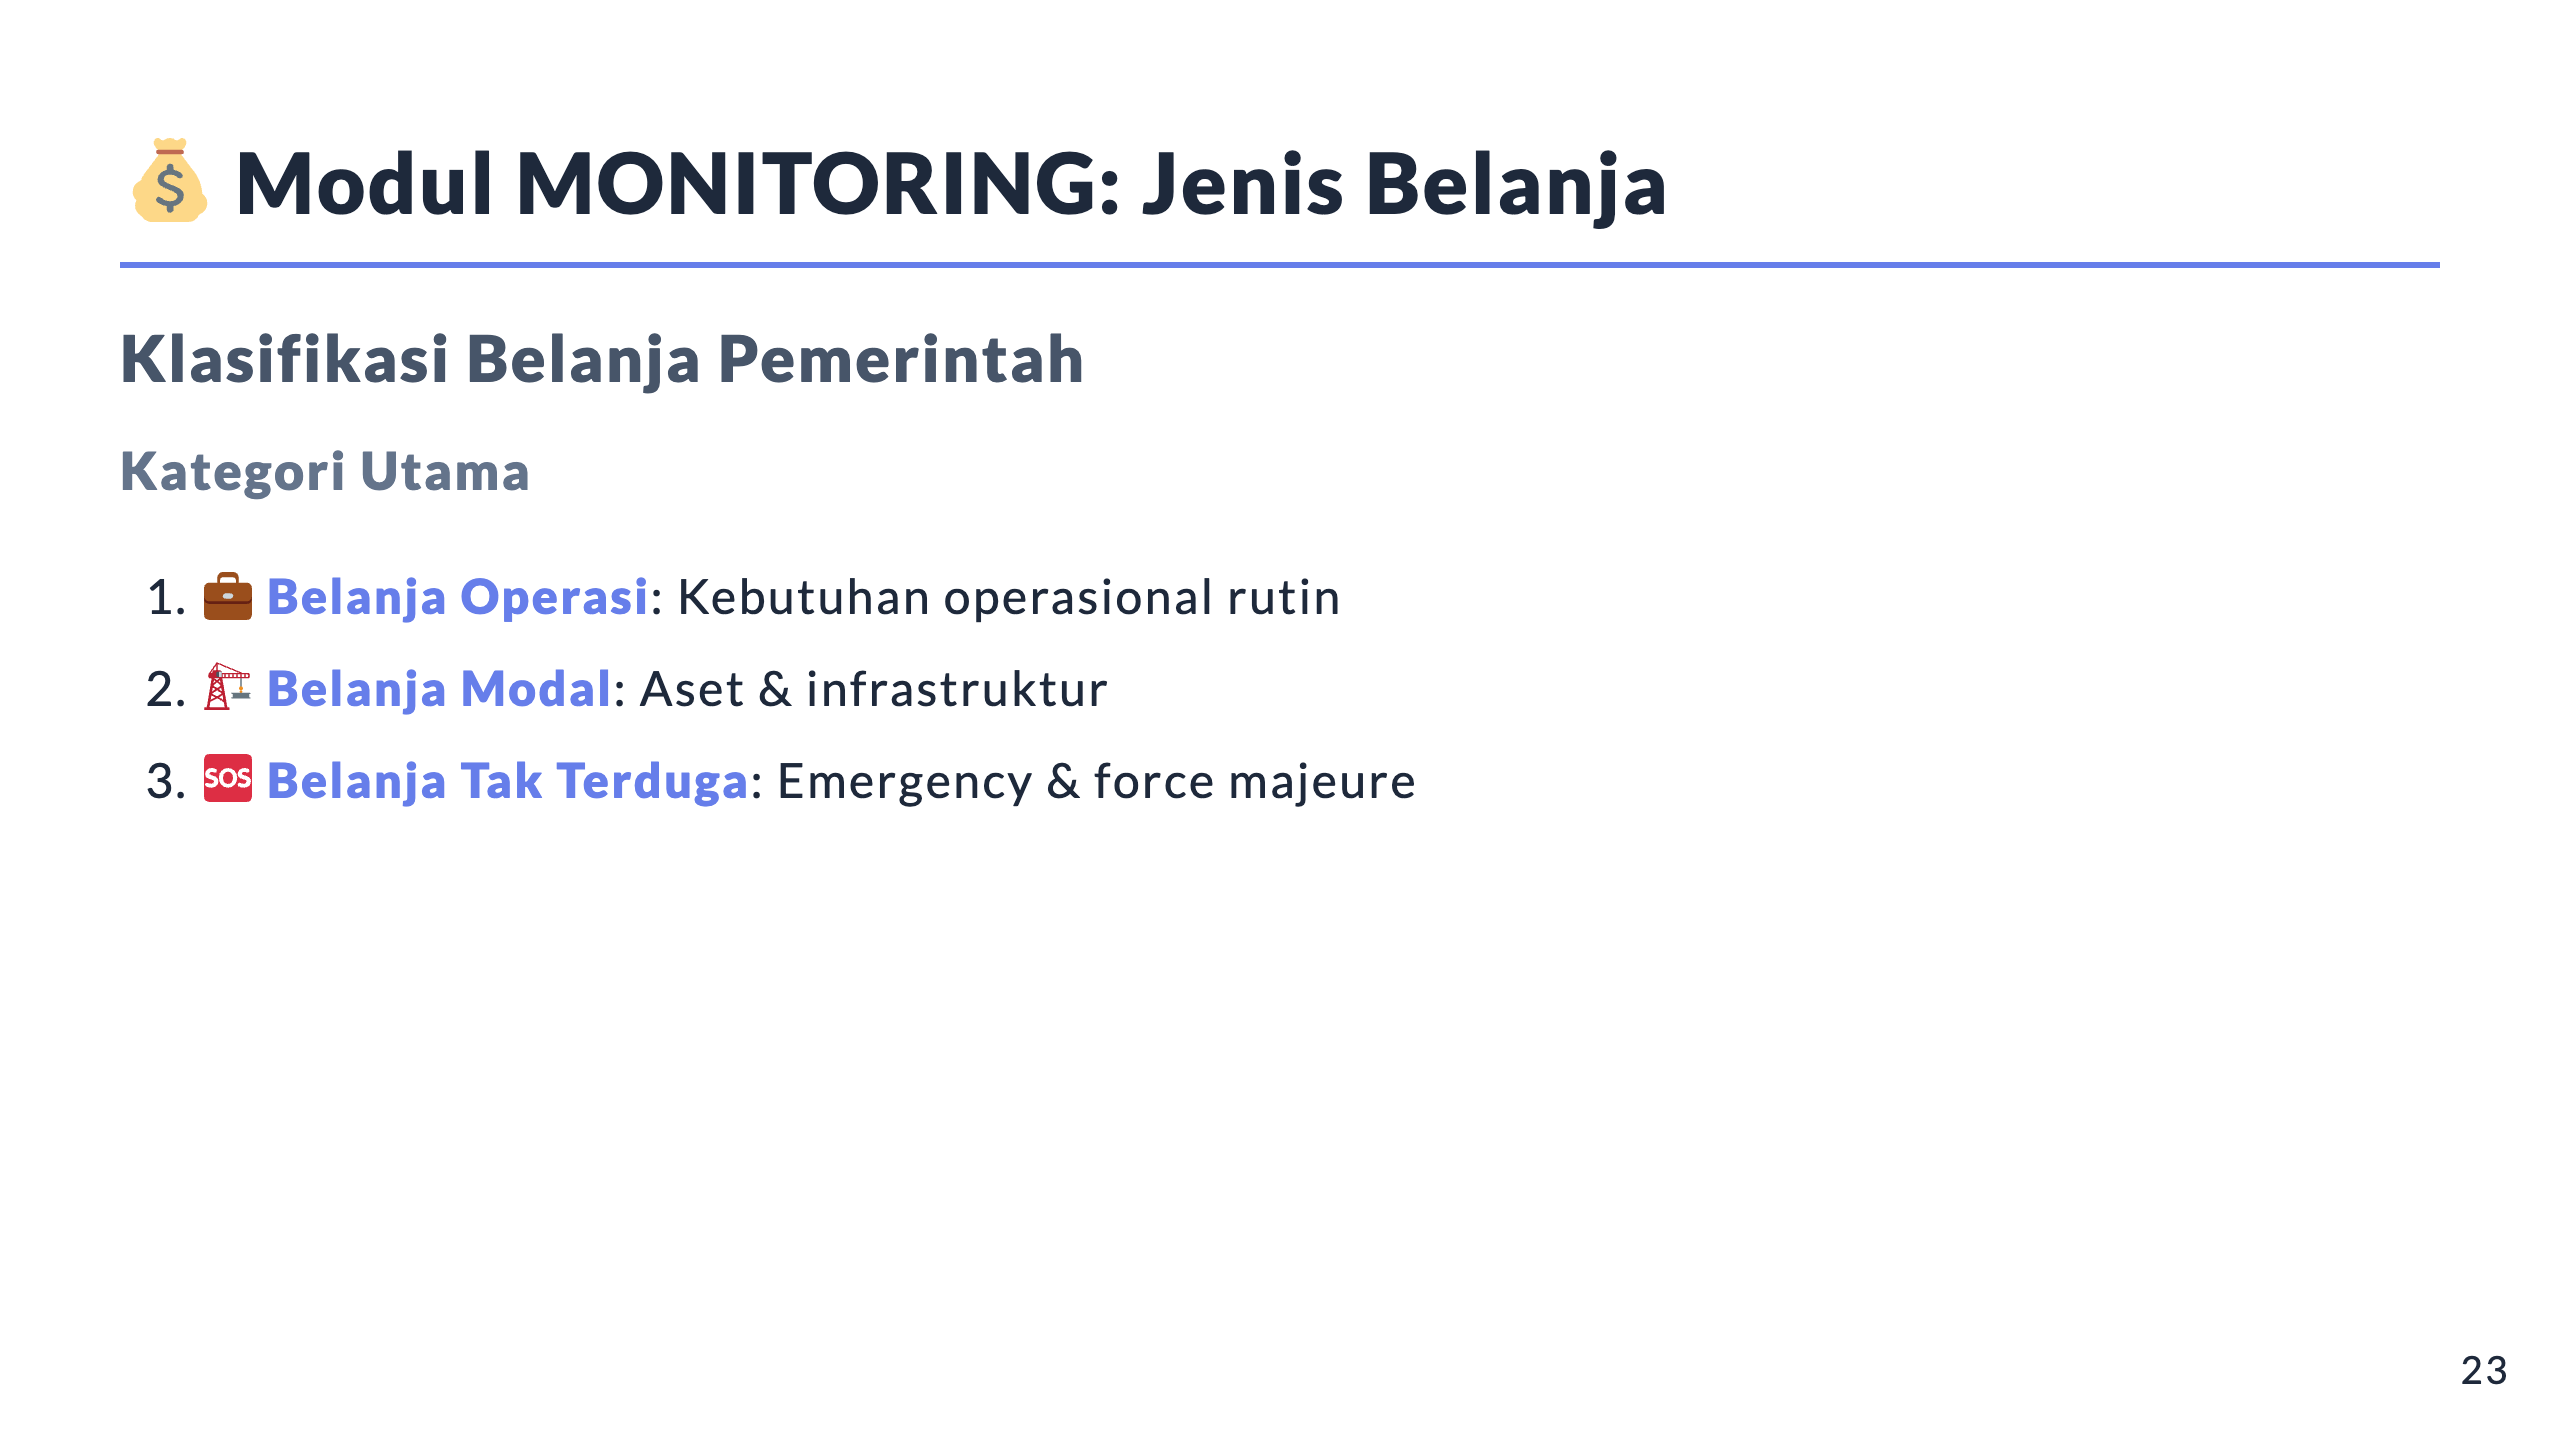 Modul MONITORING: Jenis Belanja
Klasifikasi Belanja Pemerintah
Kategori Utama
1. Belanja Operasi: Kebutuhan operasional rutin
2. Belanja Modal: Aset & infrastruktur
3. SOS Belanja Tak Terduga: Emergency & force majeure
23